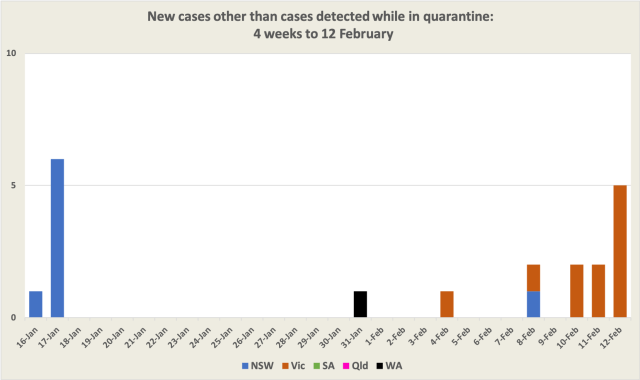 New cases other than cases detected while in quarantine:
4 weeks to 12 February
10
5
0
16-Jan 17-Jan 18-Jan 19-Jan 20-Jan 21-Jan 22-Jan 23-Jan 24-Jan 25-Jan 26-Jan 27-Jan 28-Jan 29-Jan 30-Jan 31-Jan 1-Feb 2-Feb 3-Feb 4-Feb 5-Feb 6-Feb 7-Feb 8-Feb 9-Feb 10-Feb 11-Feb 12-Feb
NSW Vic SA Qld WA